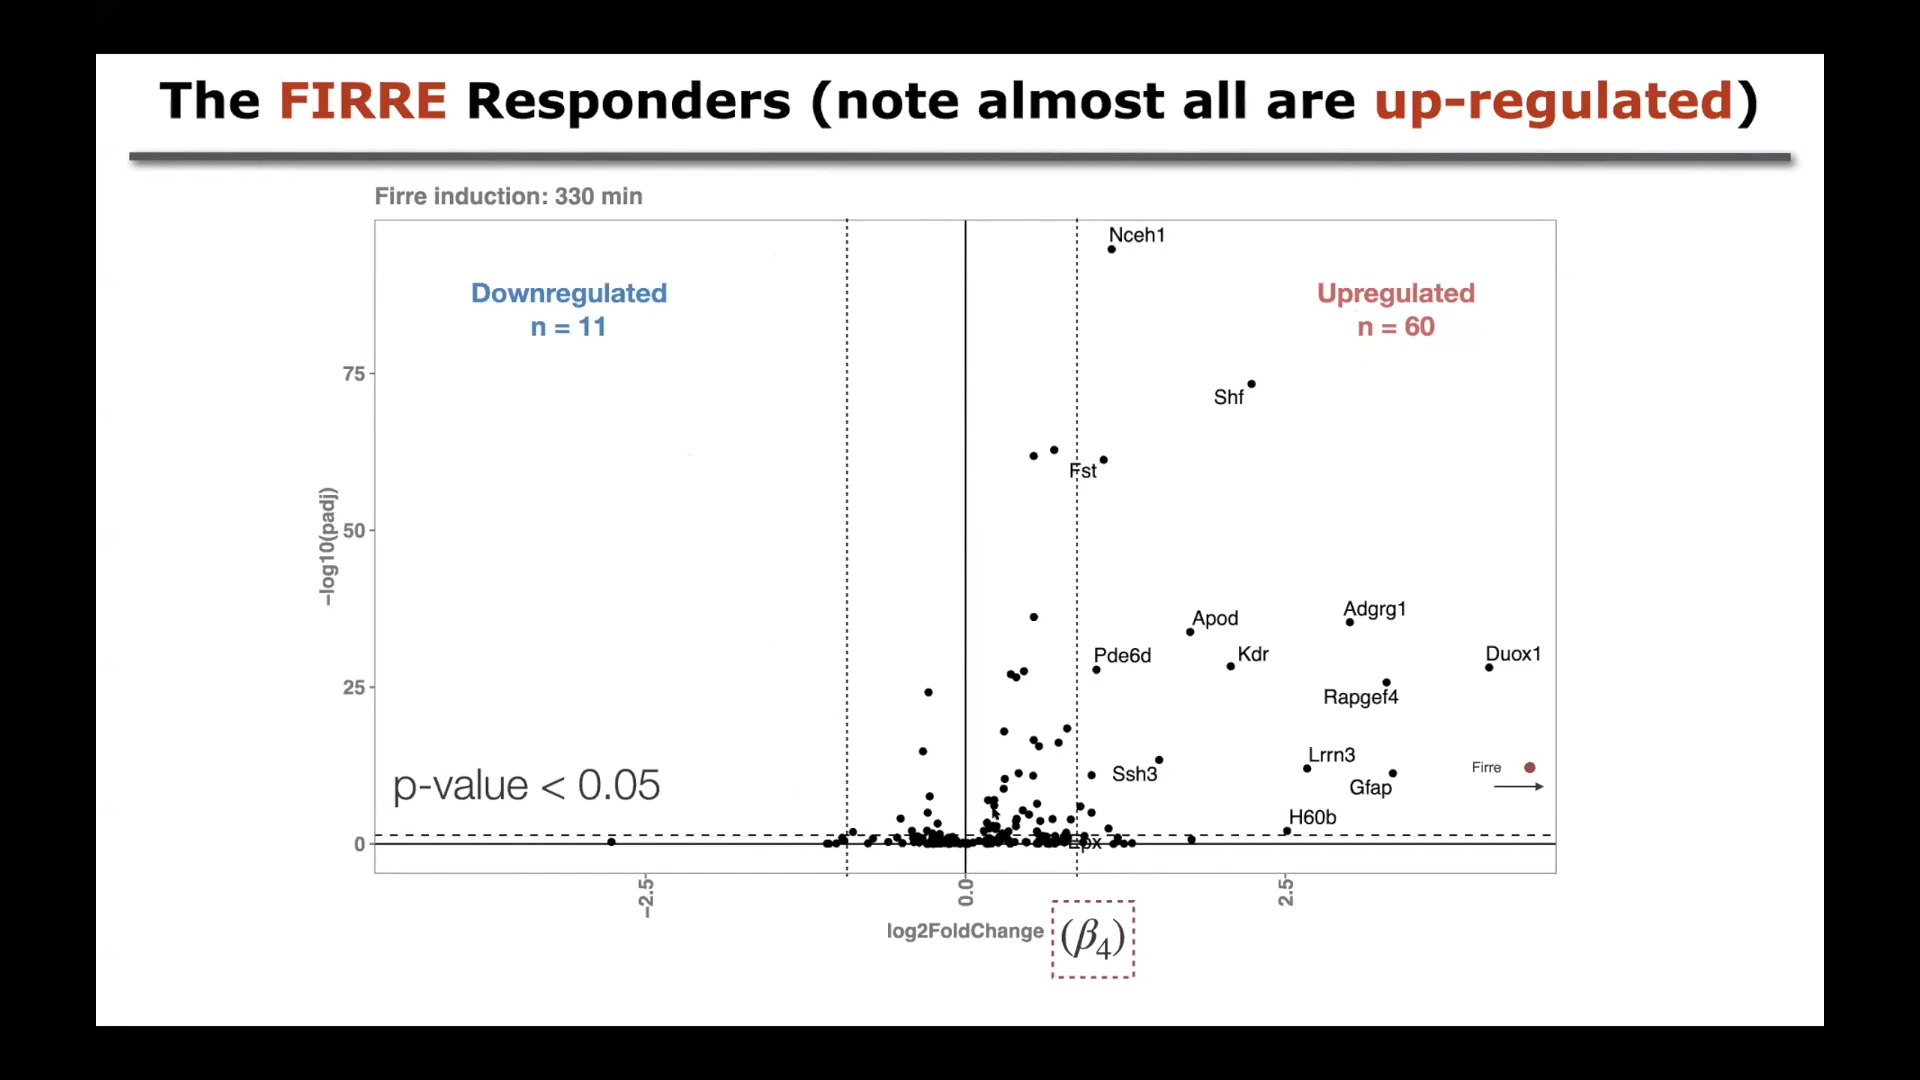 The FIRRE Responders (note almost all are up-regulated)
Firre induction: 330 min
Nceh1
Downregulated
n = 11
Upregulated
n = 60
75
Shf
Fst
50
−log10(padj)
Adgrg1
Apod
Pde6d
Kdr
Duox1
25
Rapgef4
Lrrn3
Ssh3
Firre
Gfap
p-value < 0.05
H60b
0
Epx
−2.5
0.0
2.5
log2FoldChange (β4)